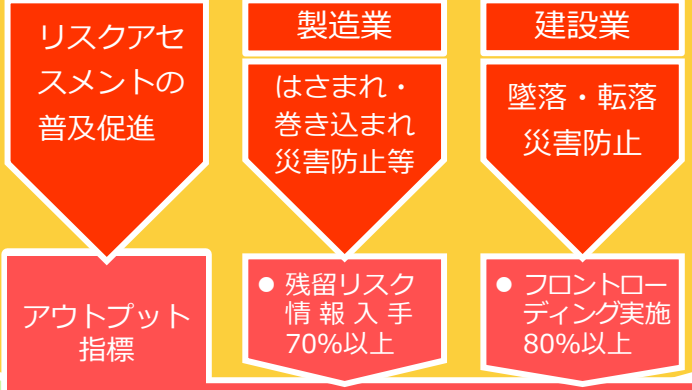 リスクアセ
スメントの
普及促進
製造業
はさまれ・
巻き込まれ
災害防止等
建設業
墜落・転落
災害防止
アウトプット
指標
● 残留リスク
情報入手
70%以上
● フロントロー
ディング実施
80%以上